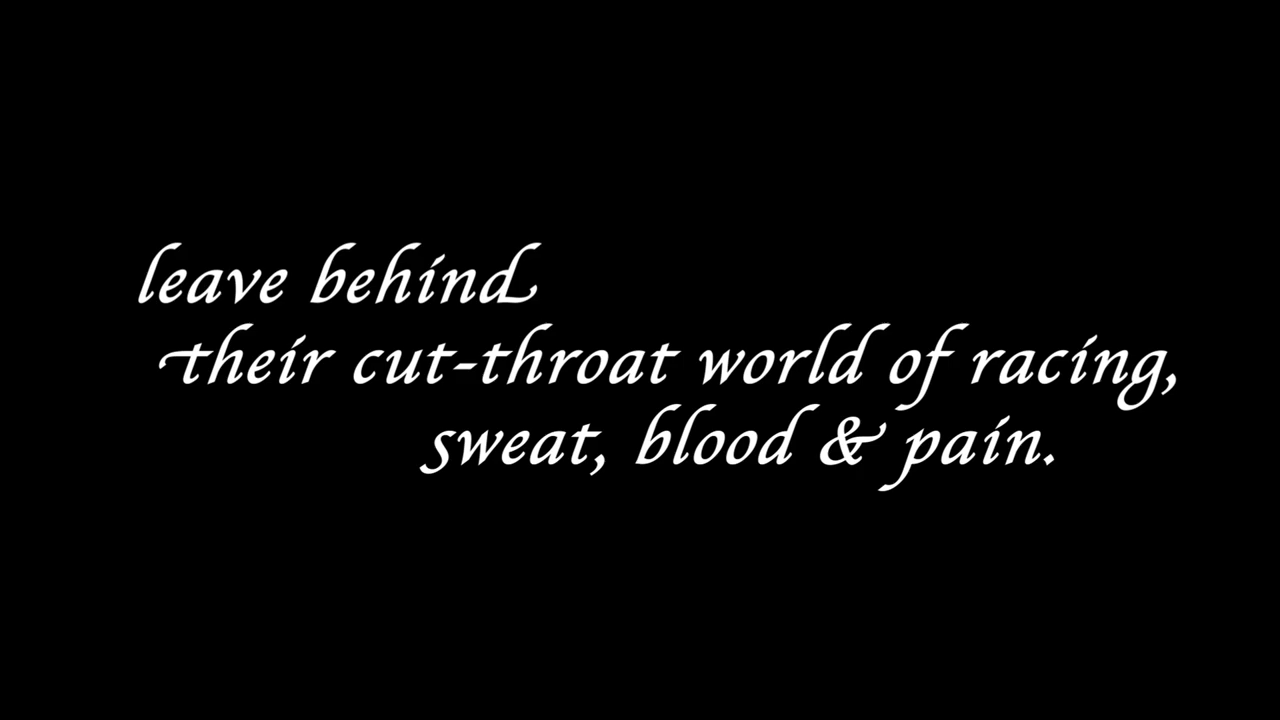 leave behind
their cut-throat world of racing,
sweat, blood & pain.